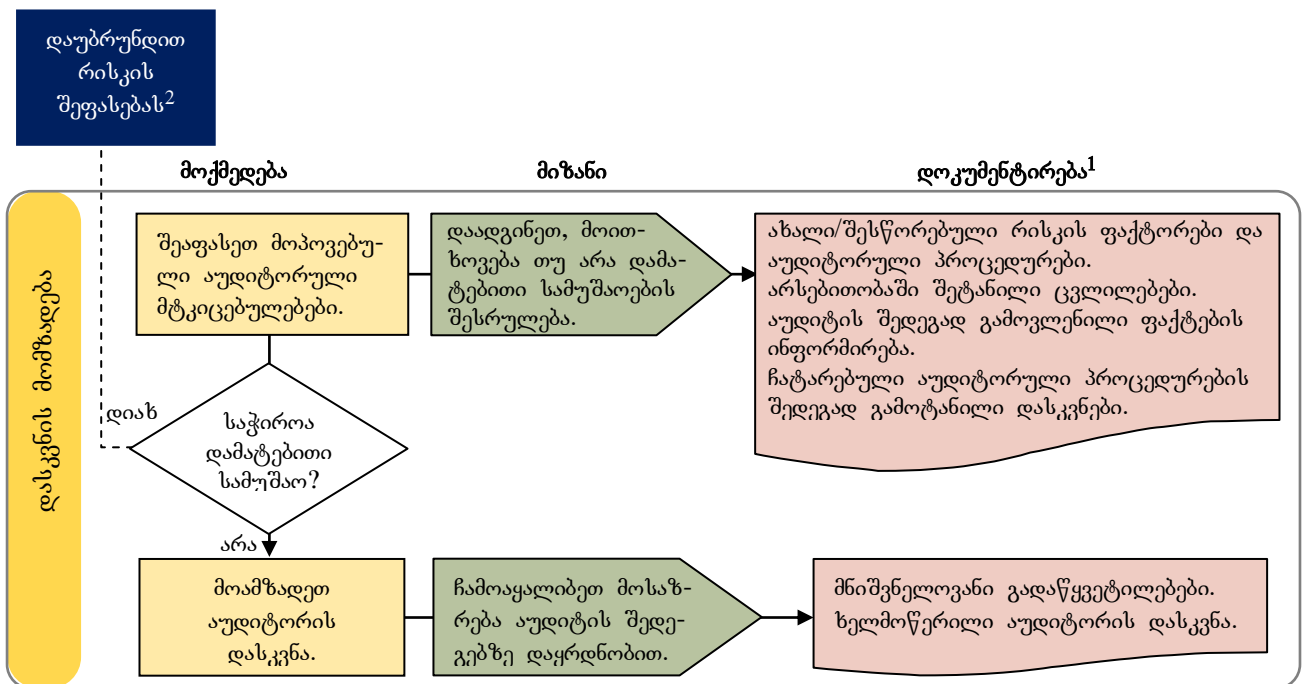 დაუბრუნდით
რისკის
შეფასებას2
მოქმედება
მიზანი
დოკუმენტირება1
დასკვნის მომზადება
შეაფასეთ მოპოვებუ-
ლი აუდიტორული
მტკიცებულებები.
დაადგინეთ, მოით-
ხოვება თუ არა დამა-
ტებითი სამუშაოების
შესრულება.
ახალი/შესწორებული რისკის ფაქტორები და
აუდიტორული პროცედურები.
არსებითობაში შეტანილი ცვლილებები.
აუდიტის შედეგად გამოვლენილი ფაქტების
ინფორმირება.
ჩატარებული აუდიტორული პროცედურების
შედეგად გამოტანილი დასკვნები.
დიახ
საჭიროა
დამატებითი
სამუშაო?
არა
მოამზადეთ
აუდიტორის
დასკვნა.
ჩამოაყალიბეთ მოსაზ-
რება აუდიტის შედე-
გებზე დაყრდნობით.
მნიშვნელოვანი გადაწყვეტილებები.
ხელმოწერილი აუდიტორის დასკვნა.